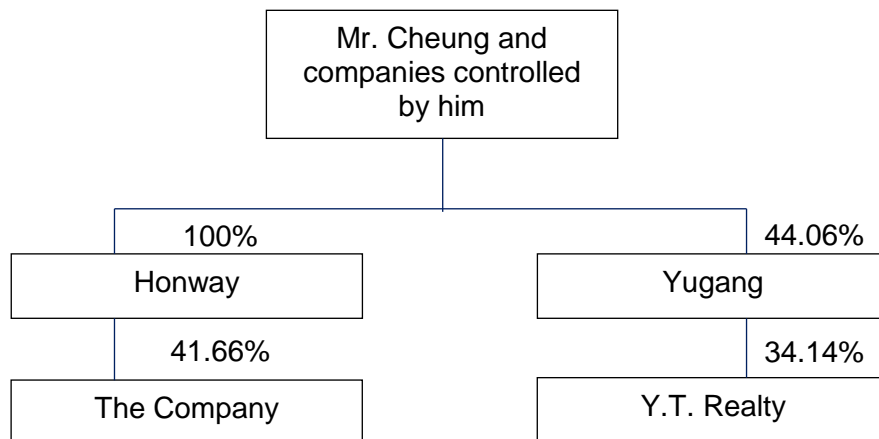 Mr. Cheung and
companies controlled
by him
100%
44.06%
Honway
Yugang
41.66%
34.14%
The Company
Y.T. Realty